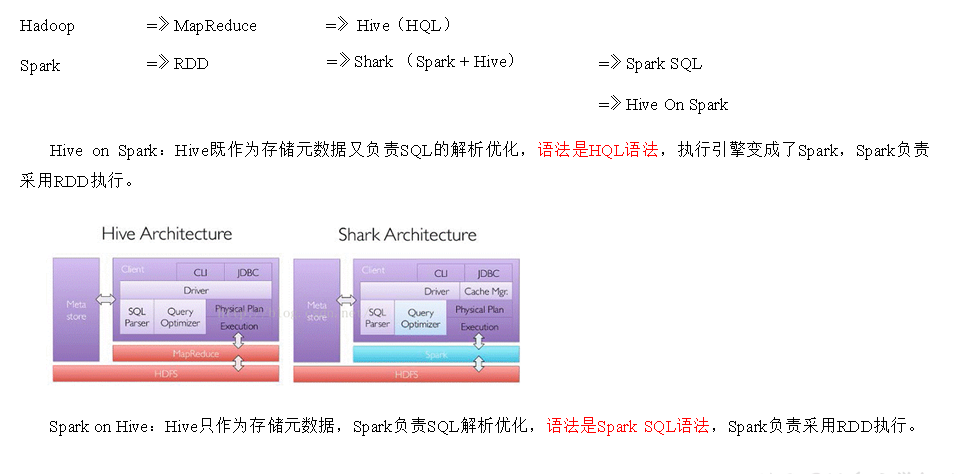 Hadoop =》MapReduce =》 Hive（HQL）
Spark =》RDD =》Shark （Spark + Hive） =》Spark SQL
=》Hive On Spark
Hive on Spark：Hive既作为存储元数据又负责SQL的解析优化，语法是HQL语法，执行引擎变成了Spark，Spark负责
采用RDD执行。
Hive Architecture
Client
CLI JDBC
Driver
Meta store
SQL Parser
Query Optimizer
Physical Plan
Execution
MapReduce
HDFS
Shark Architecture
Client
CLI JDBC
Driver Cache Mgr.
Meta store
SQL Parser
Query Optimizer
Physical Plan
Execution
Spark
HDFS
Spark on Hive：Hive只作为存储元数据，Spark负责SQL解析优化，语法是Spark SQL语法，Spark负责采用RDD执行。